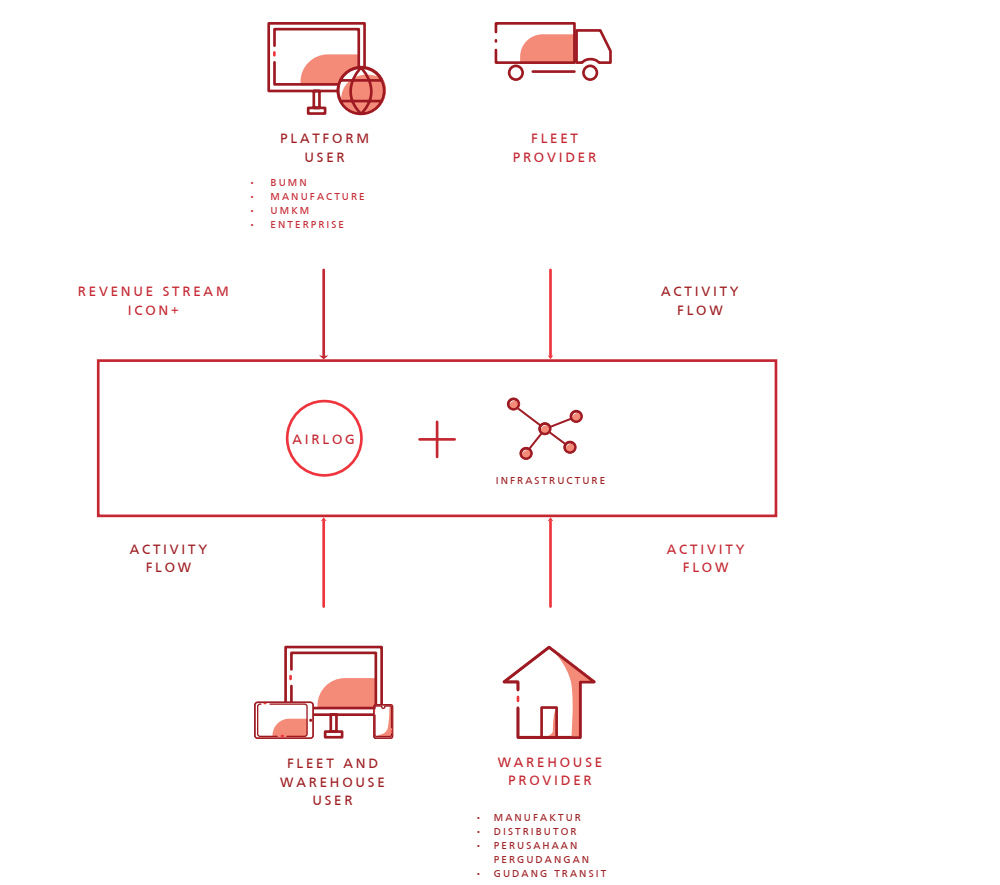 PLATFORM
USER
• BUMN
• MANUFACTURE
• UMKM
• ENTERPRISE
FLEET
PROVIDER
REVENUE STREAM
ICON+
ACTIVITY
FLOW
AIRLOG
INFRASTRUCTURE
ACTIVITY
FLOW
ACTIVITY
FLOW
FLEET AND
WAREHOUSE
USER
WAREHOUSE
PROVIDER
• MANUFAKTUR
• DISTRIBUTOR
• PERUSAHAAN
PERGUDANGAN
• GUDANG TRANSIT